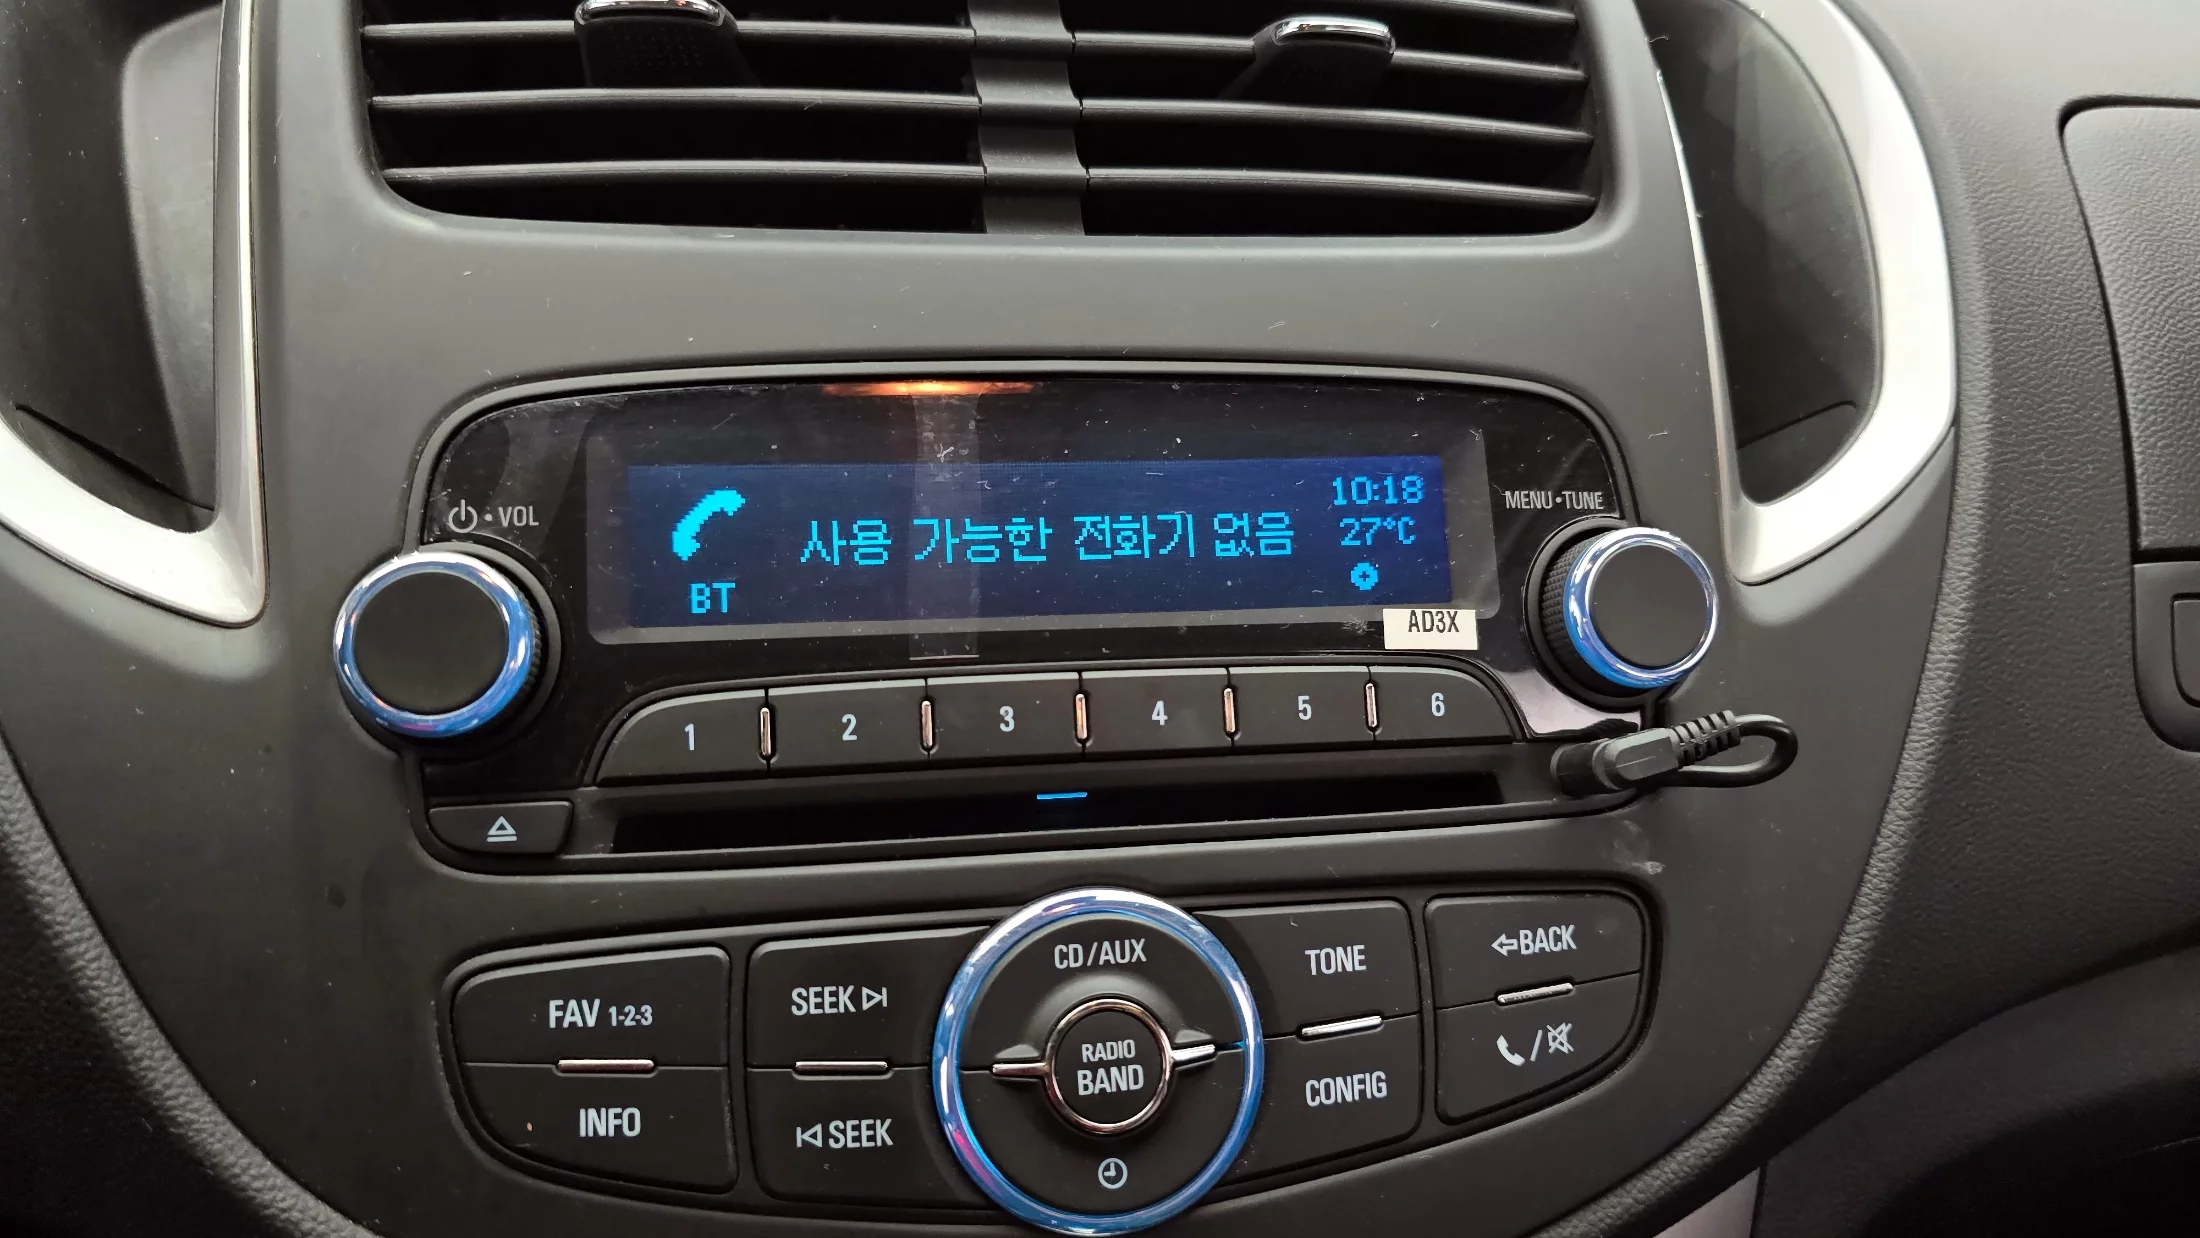 VOL
BT
사용 가능한 전화기 없음
10:18
27°C
MENU•TUNE
AD3X
1
2
3
4
5
6
FAV 1-2-3
INFO
SEEK
SEEK
CD/AUX
RADIO
BAND
TONE
CONFIG
BACK